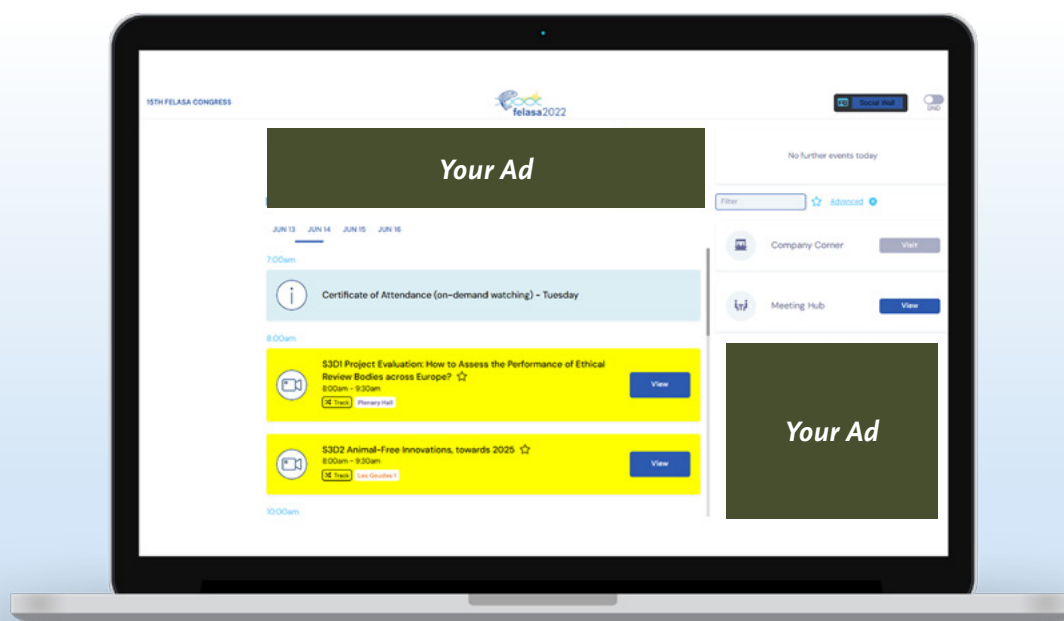 15TH FELASA CONGRESS
felasa2022
Social Wall
DND
Your Ad
No further events today
Filter
Advanced
JUN 13 JUN 14 JUN 15 JUN 16
Company Corner
Visit
7:00am
Certificate of Attendance (on-demand watching) - Tuesday
Meeting Hub
View
8:00am
S3D1 Project Evaluation: How to Assess the Performance of Ethical
Review Bodies across Europe?
8:00am - 9:30am
Track Plenary Hall
View
Your Ad
S3D2 Animal-Free Innovations, towards 2025
8:00am - 9:30am
Track Les Goudes 1
View
10:00am